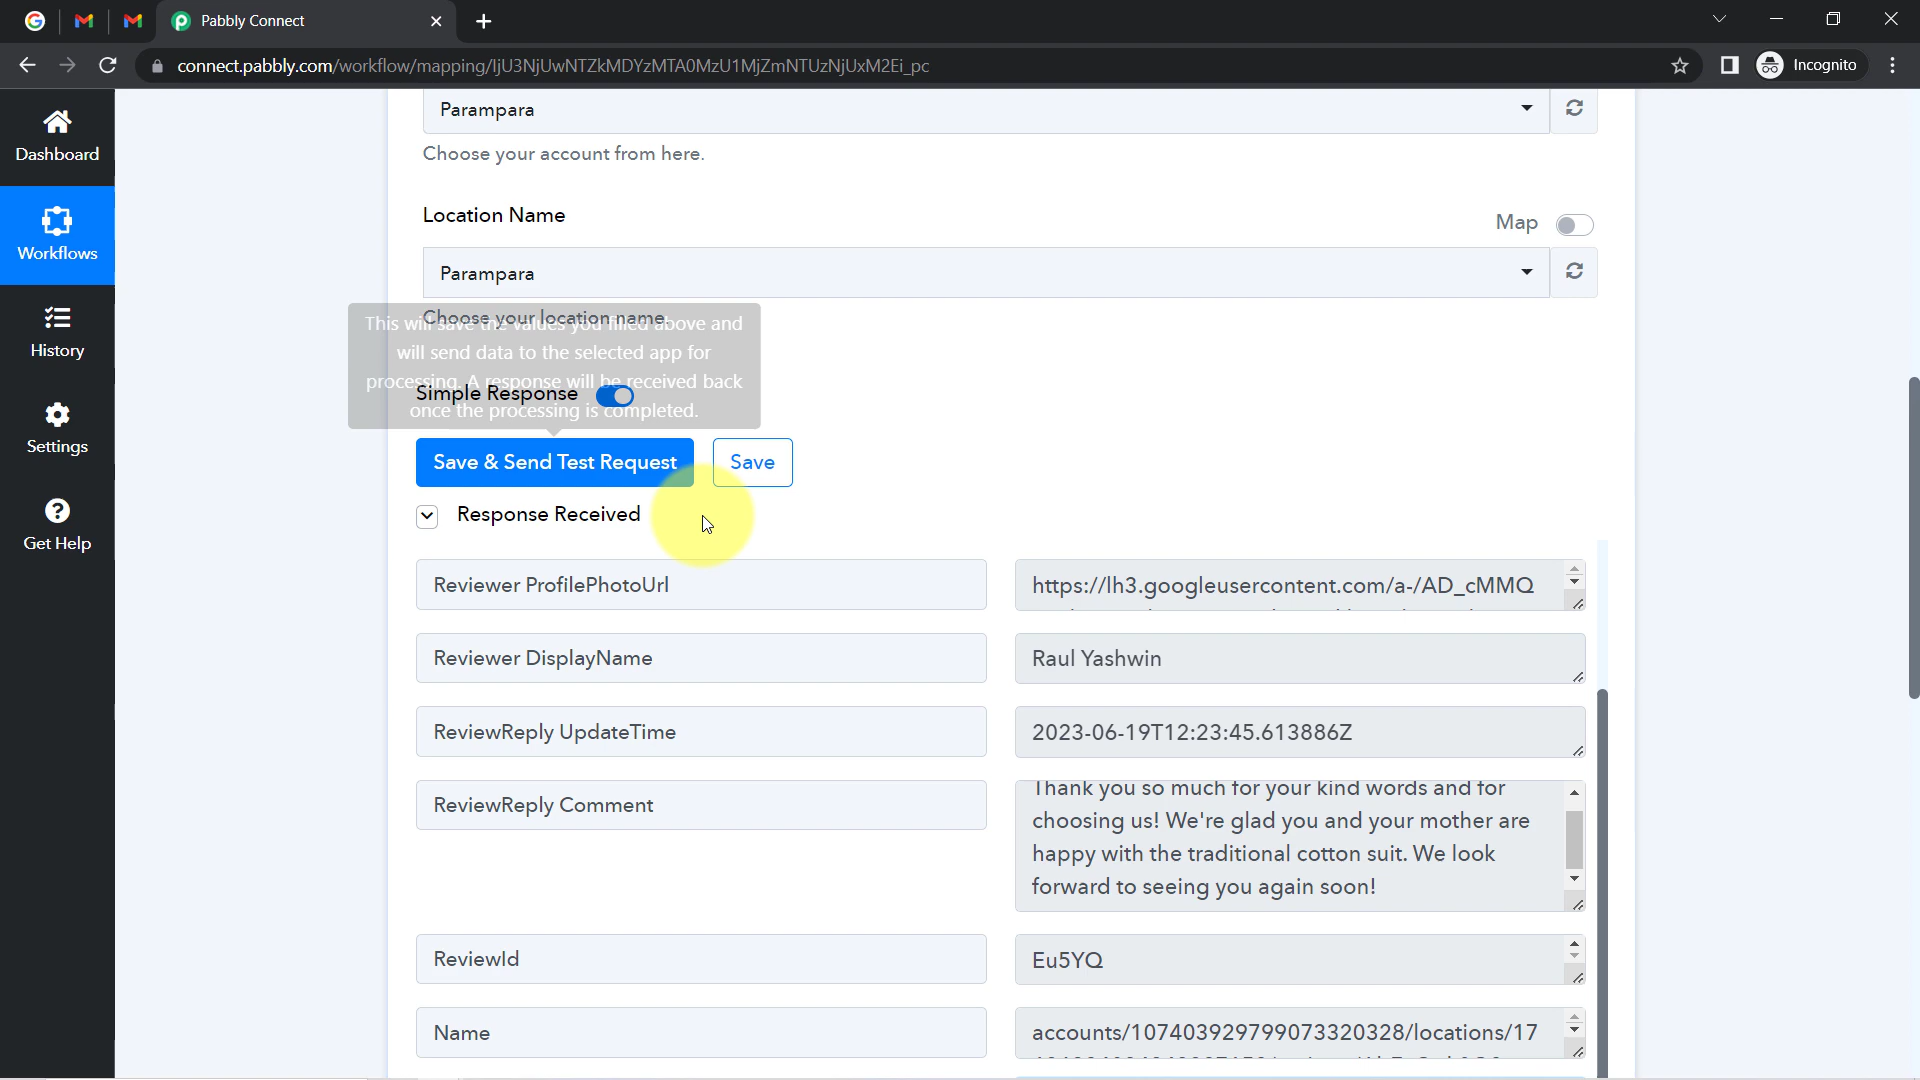 Pabbly Connect
connect.pabbly.com/workflow/mapping/IjU3NjUwNTZkMDYzMTA0MzU1MjZmNTUzNjUxM2Ei_pc
Incognito
Dashboard
Workflows
History
Settings
Get Help
Parampara
Choose your account from here.
Location Name
Map
Parampara
Choose your location name.
This will save the values you filled above and
will send data to the selected app for
processing. A response will be received back
once the processing is completed.
Simple Response
Save & Send Test Request
Save
Response Received
Reviewer ProfilePhotoUrl
https://lh3.googleusercontent.com/a-/AD_cMMQ
Reviewer DisplayName
Raul Yashwin
ReviewReply UpdateTime
2023-06-19T12:23:45.613886Z
ReviewReply Comment
Thank you so much for your kind words and for
choosing us! We're glad you and your mother are
happy with the traditional cotton suit. We look
forward to seeing you again soon!
ReviewId
Eu5YQ
Name
accounts/107403929799073320328/locations/17